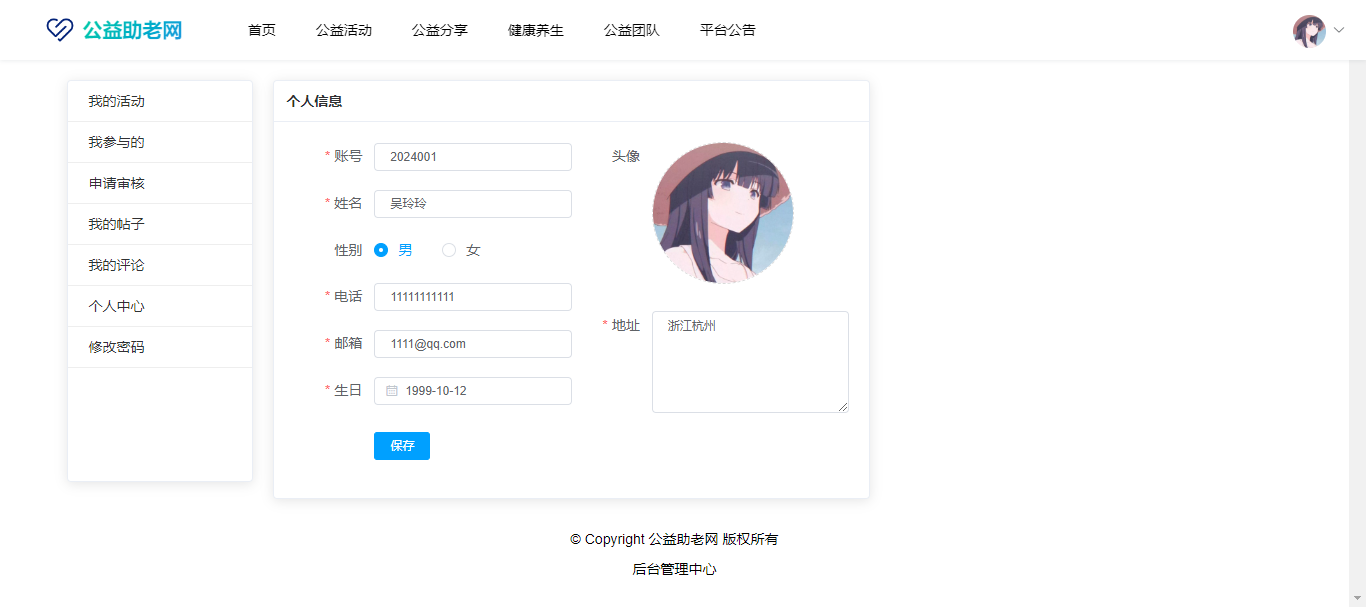 公益助老网 首页 公益活动 公益分享 健康养生 公益团队 平台公告
我的活动
我参与的
申请审核
我的帖子
我的评论
个人中心
修改密码
个人信息
* 账号 2024001
* 姓名 吴玲玲
性别 男 女
* 电话 11111111111
* 邮箱 1111@qq.com
* 生日 1999-10-12
保存
头像
* 地址 浙江杭州
© Copyright 公益助老网 版权所有
后台管理中心